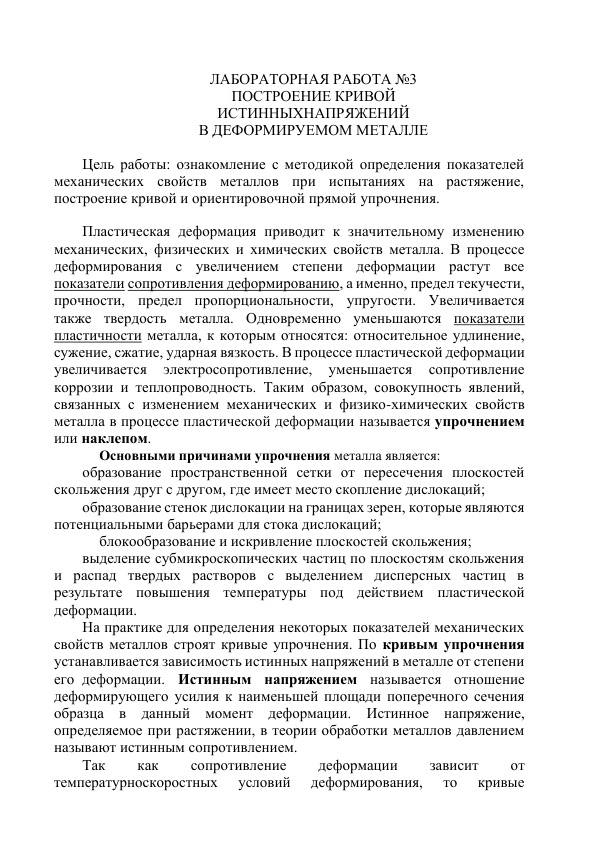 ЛАБОРАТОРНАЯ РАБОТА №3
ПОСТРОЕНИЕ КРИВОЙ
ИСТИННЫХНАПРЯЖЕНИЙ
В ДЕФОРМИРУЕМОМ МЕТАЛЛЕ
Цель работы: ознакомление с методикой определения показателей
механических свойств металлов при испытаниях на растяжение,
построение кривой и ориентировочной прямой упрочнения.
Пластическая деформация приводит к значительному изменению
механических, физических и химических свойств металла. В процессе
деформирования с увеличением степени деформации растут все
показатели сопротивления деформированию, а именно, предел текучести,
прочности, предел пропорциональности, упругости. Увеличивается
также твердость металла. Одновременно уменьшаются показатели
пластичности металла, к которым относятся: относительное удлинение,
сужение, сжатие, ударная вязкость. В процессе пластической деформации
увеличивается электросопротивление, уменьшается сопротивление
коррозии и теплопроводность. Таким образом, совокупность явлений,
связанных с изменением механических и физико-химических свойств
металла в процессе пластической деформации называется упрочнением
или наклепом.
Основными причинами упрочнения металла является:
образование пространственной сетки от пересечения плоскостей
скольжения друг с другом, где имеет место скопление дислокаций;
образование стенок дислокации на границах зерен, которые являются
потенциальными барьерами для стока дислокаций;
блокообразование и искривление плоскостей скольжения;
выделение субмикроскопических частиц по плоскостям скольжения
и распад твердых растворов с выделением дисперсных частиц в
результате повышения температуры под действием пластической
деформации.
На практике для определения некоторых показателей механических
свойств металлов строят кривые упрочнения. По кривым упрочнения
устанавливается зависимость истинных напряжений в металле от степени
его деформации. Истинным напряжением называется отношение
деформирующего усилия к наименьшей площади поперечного сечения
образца в данный момент деформации. Истинное напряжение,
определяемое при растяжении, в теории обработки металлов давлением
называют истинным сопротивлением.
Так как сопротивление деформации зависит от
температурноскоростных условий деформирования, то кривые